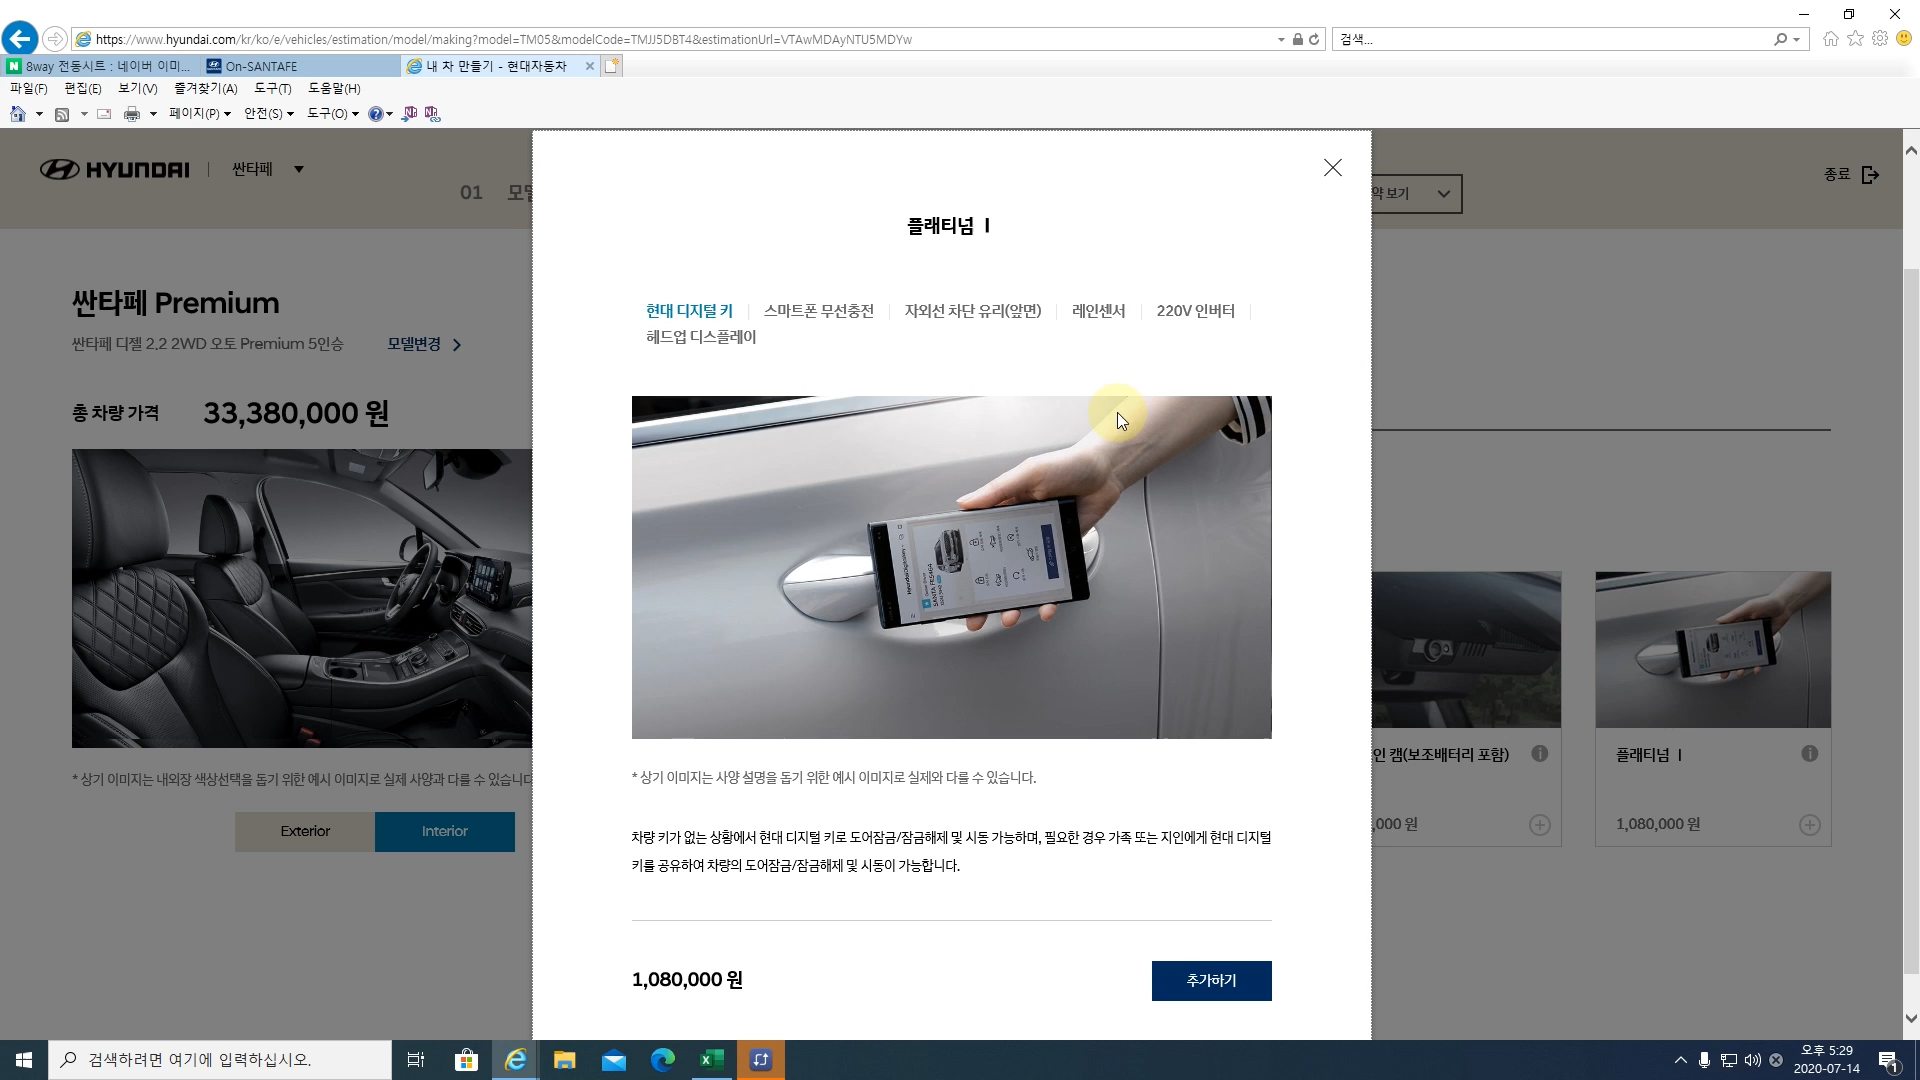 https://www.hyundai.com/kr/ko/e/vehicles/estimation/model/making?model=TM05&modelCode=TMJJ5DBT4&estimationUrl=VTAwMDAyNTU5MDYw
검색...
8way 전동시트 : 네이버 이미...
On-SANTAFE
내 차 만들기 - 현대자동차
파일(F) 편집(E) 보기(V) 즐겨찾기(A) 도구(T) 도움말(H)
페이지(P) 안전(S) 도구(O)
HYUNDAI
싼타페
01
약 보기
종료
플래티넘 Ⅰ
싼타페 Premium
싼타페 디젤 2.2 2WD 오토 Premium 5인승
모델변경
총 차량 가격 33,380,000 원
* 상기 이미지는 내외장 색상선택을 돕기 위한 예시 이미지로 실제 사양과 다를 수 있습니다
Exterior
Interior
현대 디지털 키
스마트폰 무선충전
자외선 차단 유리(앞면)
레인센서
220V 인버터
헤드업 디스플레이
* 상기 이미지는 사양 설명을 돕기 위한 예시 이미지로 실제와 다를 수 있습니다.
차량 키가 없는 상황에서 현대 디지털 키로 도어잠금/잠금해제 및 시동 가능하며, 필요한 경우 가족 또는 지인에게 현대 디지털
키를 공유하여 차량의 도어잠금/잠금해제 및 시동이 가능합니다.
1,080,000 원
추가하기
인 캠(보조배터리 포함)
,000 원
플래티넘 Ⅰ
1,080,000 원
검색하려면 여기에 입력하십시오.
오후 5:29
2020-07-14
1